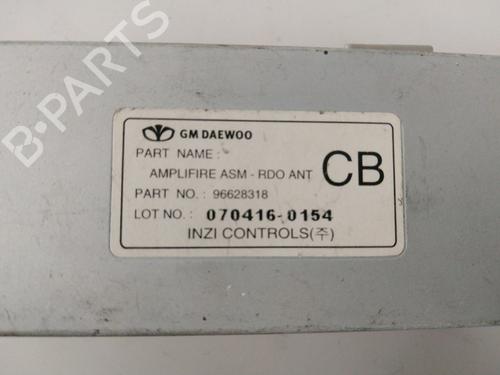 GM DAEWOO
PART NAME :
AMPLIFIRE ASM - RDO ANT
CB
PART NO. : 96628318
LOT NO. : 070416-0154
INZI CONTROLS(주)
B-PARTS